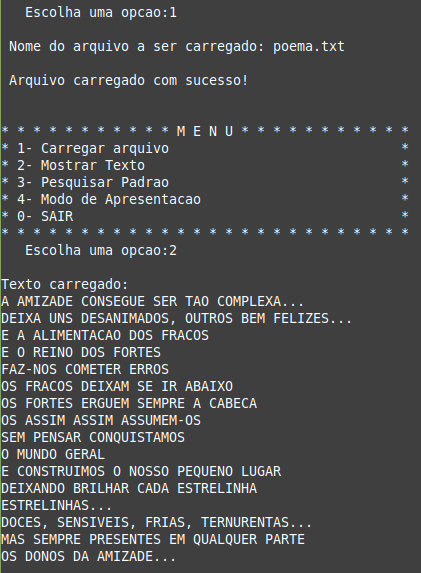 Escolha uma opcao:1
Nome do arquivo a ser carregado: poema.txt
Arquivo carregado com sucesso!
* * * * * * * * * * * M E N U * * * * * * * * * * *
* 1- Carregar arquivo *
* 2- Mostrar Texto *
* 3- Pesquisar Padrao *
* 4- Modo de Apresentacao *
* 0- SAIR *
* * * * * * * * * * * * * * * * * * * * * * * * * *
Escolha uma opcao:2
Texto carregado:
A AMIZADE CONSEGUE SER TAO COMPLEXA...
DEIXA UNS DESANIMADOS, OUTROS BEM FELIZES...
E A ALIMENTACAO DOS FRACOS
E O REINO DOS FORTES
FAZ-NOS COMETER ERROS
OS FRACOS DEIXAM SE IR ABAIXO
OS FORTES ERGUEM SEMPRE A CABECA
OS ASSIM ASSIM ASSUMEM-OS
SEM PENSAR CONQUISTAMOS
O MUNDO GERAL
E CONSTRUIMOS O NOSSO PEQUENO LUGAR
DEIXANDO BRILHAR CADA ESTRELINHA
ESTRELINHAS...
DOCES, SENSIVEIS, FRIAS, TERNURENTAS...
MAS SEMPRE PRESENTES EM QUALQUER PARTE
OS DONOS DA AMIZADE...